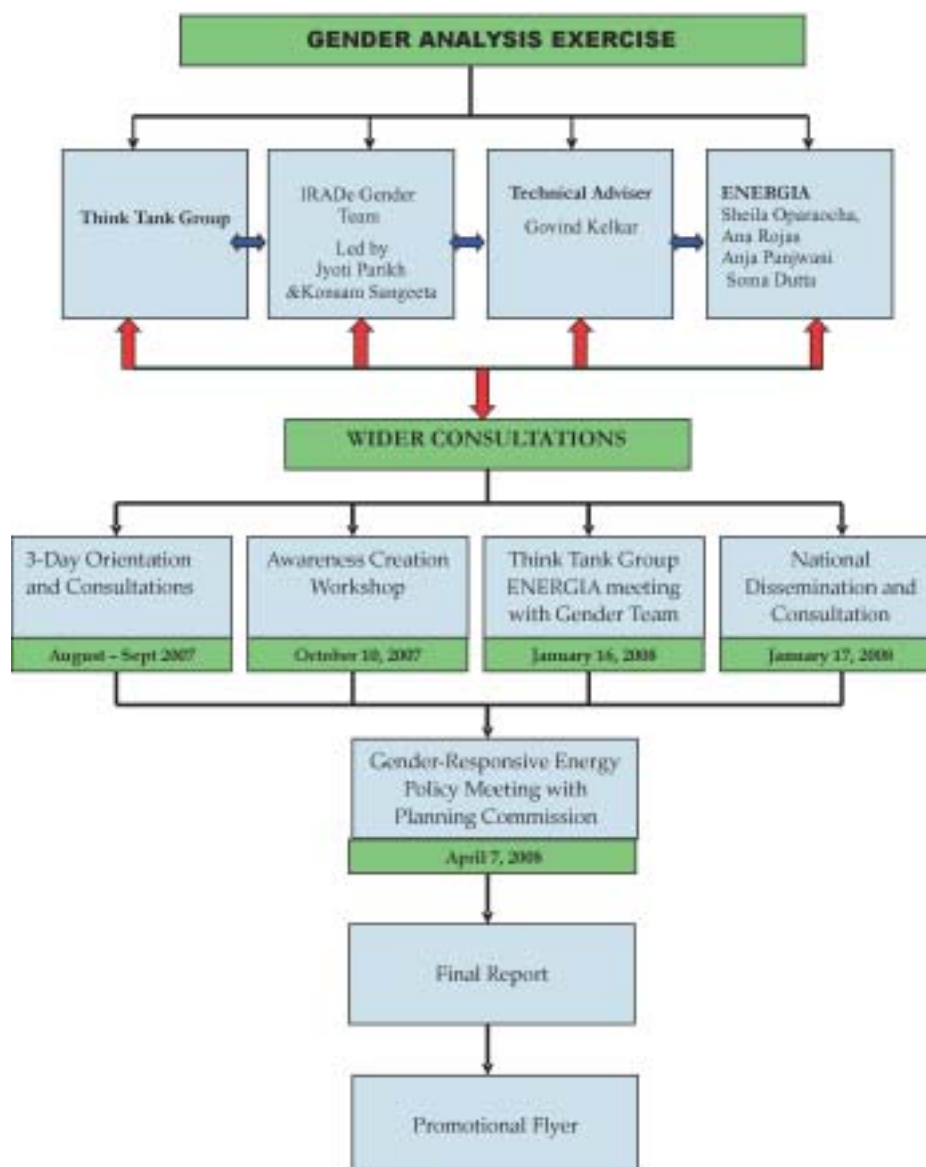 GENDER ANALYSIS EXERCISE
Think Tank Group
IRADe Gender
Team
Led by
Jyoti Parikh
&Konsam Sangeeta
Technical Adviser
Govind Kelkar
ENERGIA
Sheila Oparaocha,
Ana Rojas
Anja Panjwani
Soma Dutta
WIDER CONSULTATIONS
3-Day Orientation
and Consultations
August – Sept 2007
Awareness Creation
Workshop
October 10, 2007
Think Tank Group
ENERGIA meeting
with Gender Team
January 16, 2008
National
Dissemination and
Consultation
January 17, 2008
Gender-Responsive Energy
Policy Meeting with
Planning Commission
April 7, 2008
Final Report
Promotional Flyer